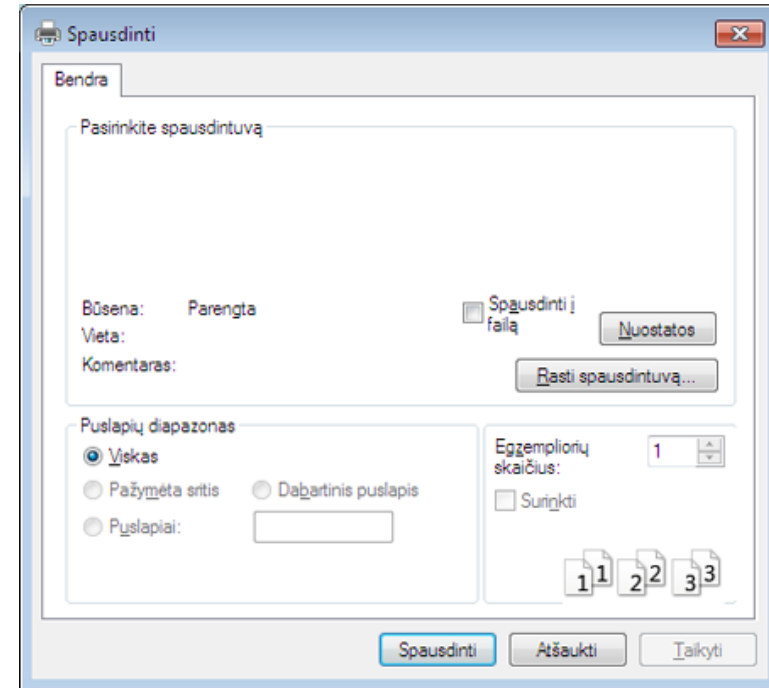 Spausdinti
Bendra
Pasirinkite spausdintuvą
Būsena: Parengta
Vieta:
Komentaras:
Spausdinti į
failą
Nuostatos
Rasti spausdintuvą...
Puslapių diapazonas
Viskas
Pažymėta sritis Dabartinis puslapis
Puslapiai:
Egzempliorių
skaičius:
1
Surinkti
1 1 2 2 3 3
Spausdinti Atšaukti Taikyti